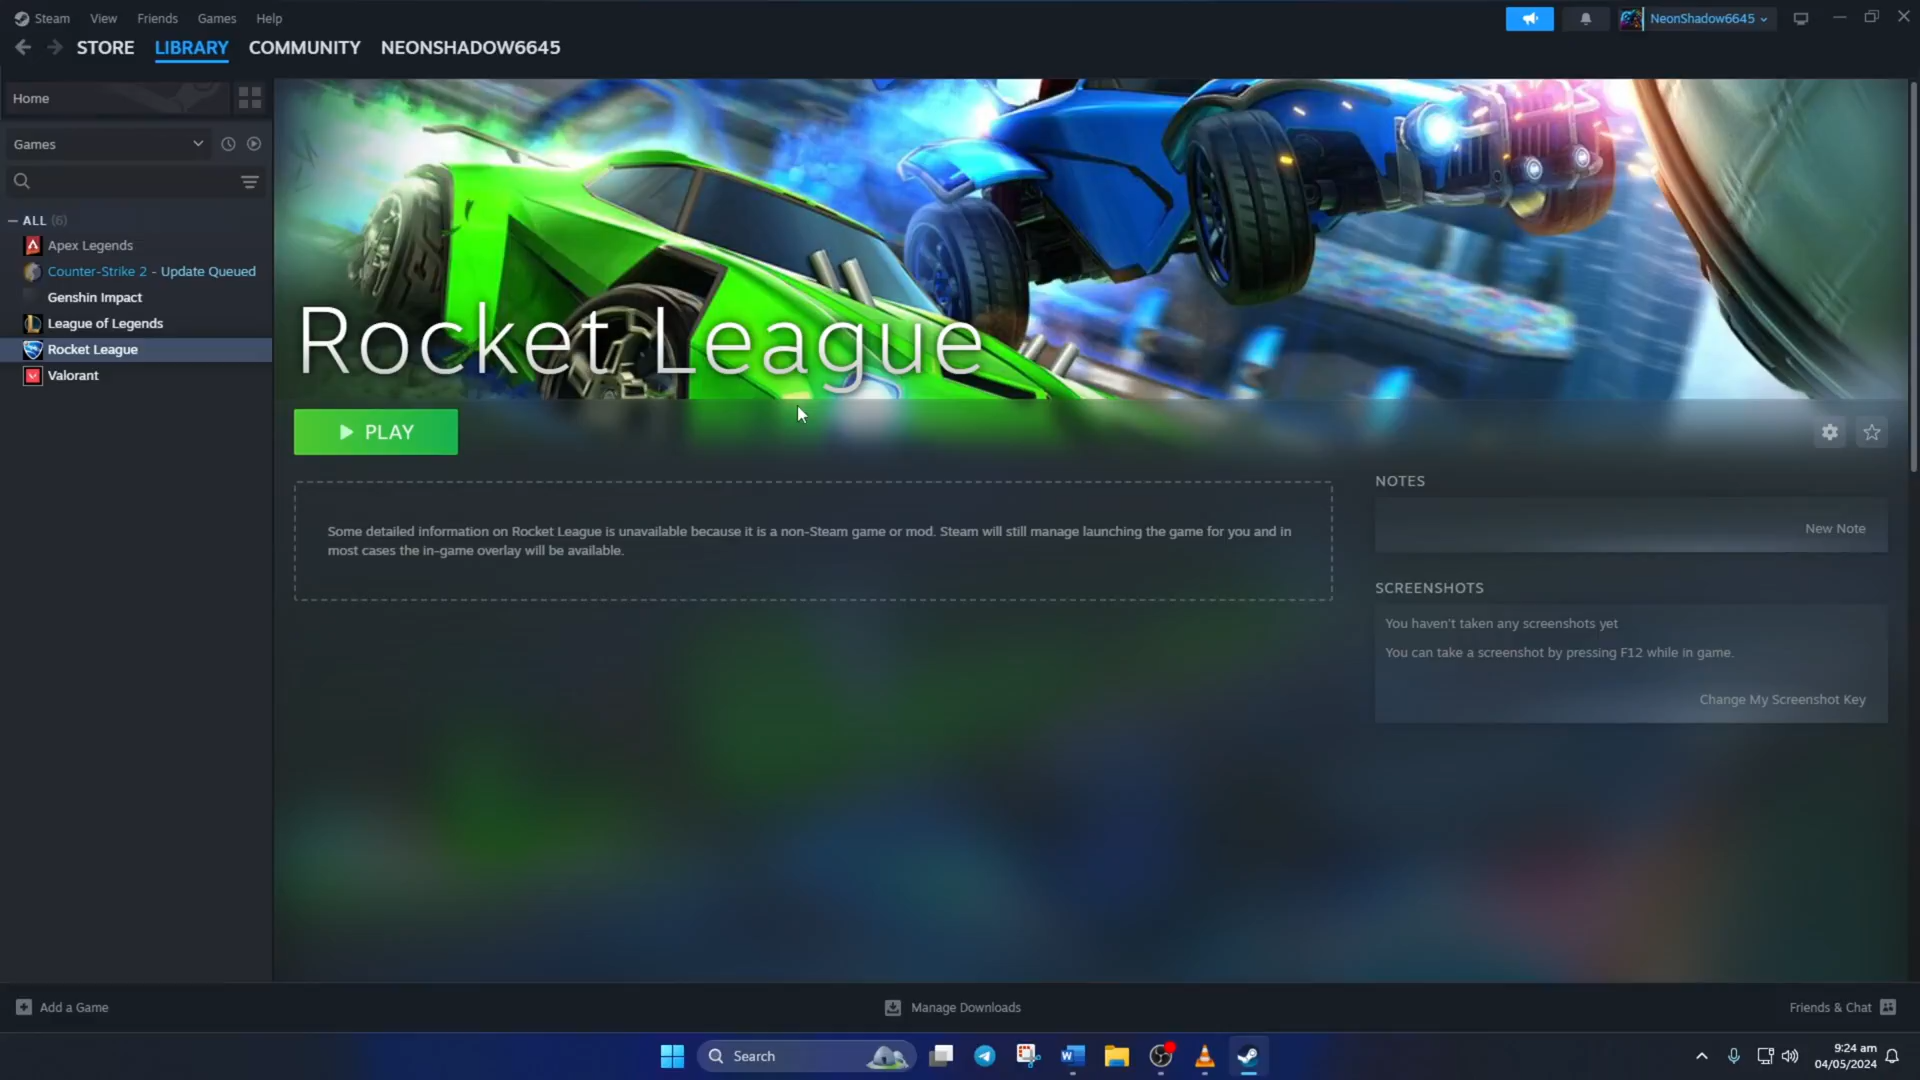 Steam View Friends Games Help
NeonShadow6645
STORE LIBRARY COMMUNITY NEONSHADOW6645
Home
Games
ALL (6)
Apex Legends
Counter-Strike 2 - Update Queued
Genshin Impact
League of Legends
Rocket League
Valorant
Rocket League
PLAY
Some detailed information on Rocket League is unavailable because it is a non-Steam game or mod. Steam will still manage launching the game for you and in
most cases the in-game overlay will be available.
NOTES
New Note
SCREENSHOTS
You haven't taken any screenshots yet
You can take a screenshot by pressing F12 while in game.
Change My Screenshot Key
Add a Game
Manage Downloads
Friends & Chat
Search
9:24 am
04/05/2024